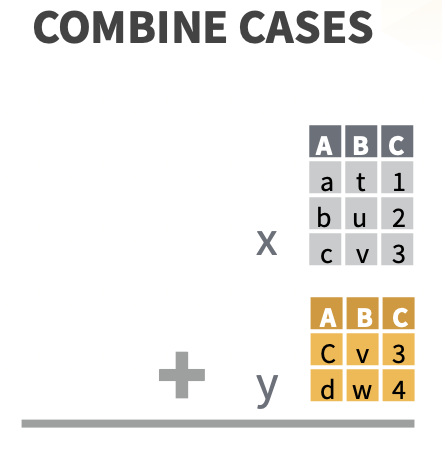 COMBINE CASES
A B C
a t 1
b u 2
x
c v 3
A B C
C v 3
+ y
d w 4